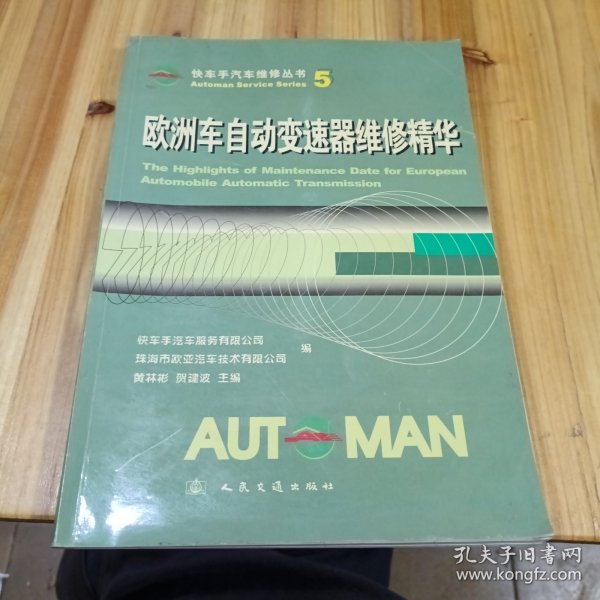 快车手汽车维修丛书 5
Automan Service Series
欧洲车自动变速器维修精华
The Highlights of Maintenance Date for European
Automobile Automatic Transmission
快车手汽车服务有限公司
珠海市欧亚汽车技术有限公司 编
黄林彬 贺建波 主编
AUTOMAN
人民交通出版社
孔夫子旧书网
www.kongfz.com